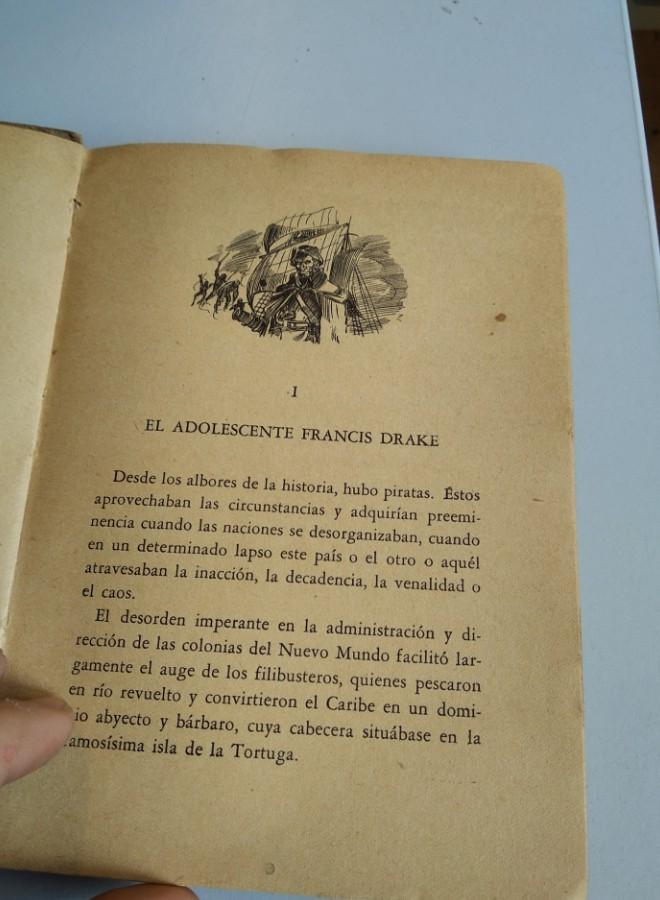 I
EL ADOLESCENTE FRANCIS DRAKE
Desde los albores de la historia, hubo piratas. Éstos
aprovechaban las circunstancias y adquirían preemi-
nencia cuando las naciones se desorganizaban, cuando
en un determinado lapso este país o el otro o aquél
atravesaban la inacción, la decadencia, la venalidad o
el caos.
El desorden imperante en la administración y di-
rección de las colonias del Nuevo Mundo facilitó lar-
gamente el auge de los filibusteros, quienes pescaron
en río revuelto y convirtieron el Caribe en un domi-
io abyecto y bárbaro, cuya cabecera situábase en la
amosísima isla de la Tortuga.